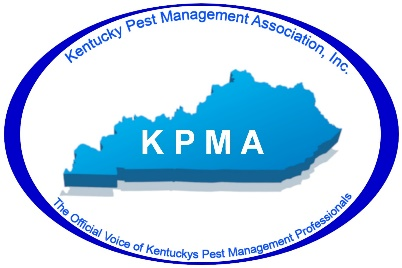 Kentucky Pest Management Association, Inc.
K P M A
The Official Voice of Kentuckys Pest Management Professionals